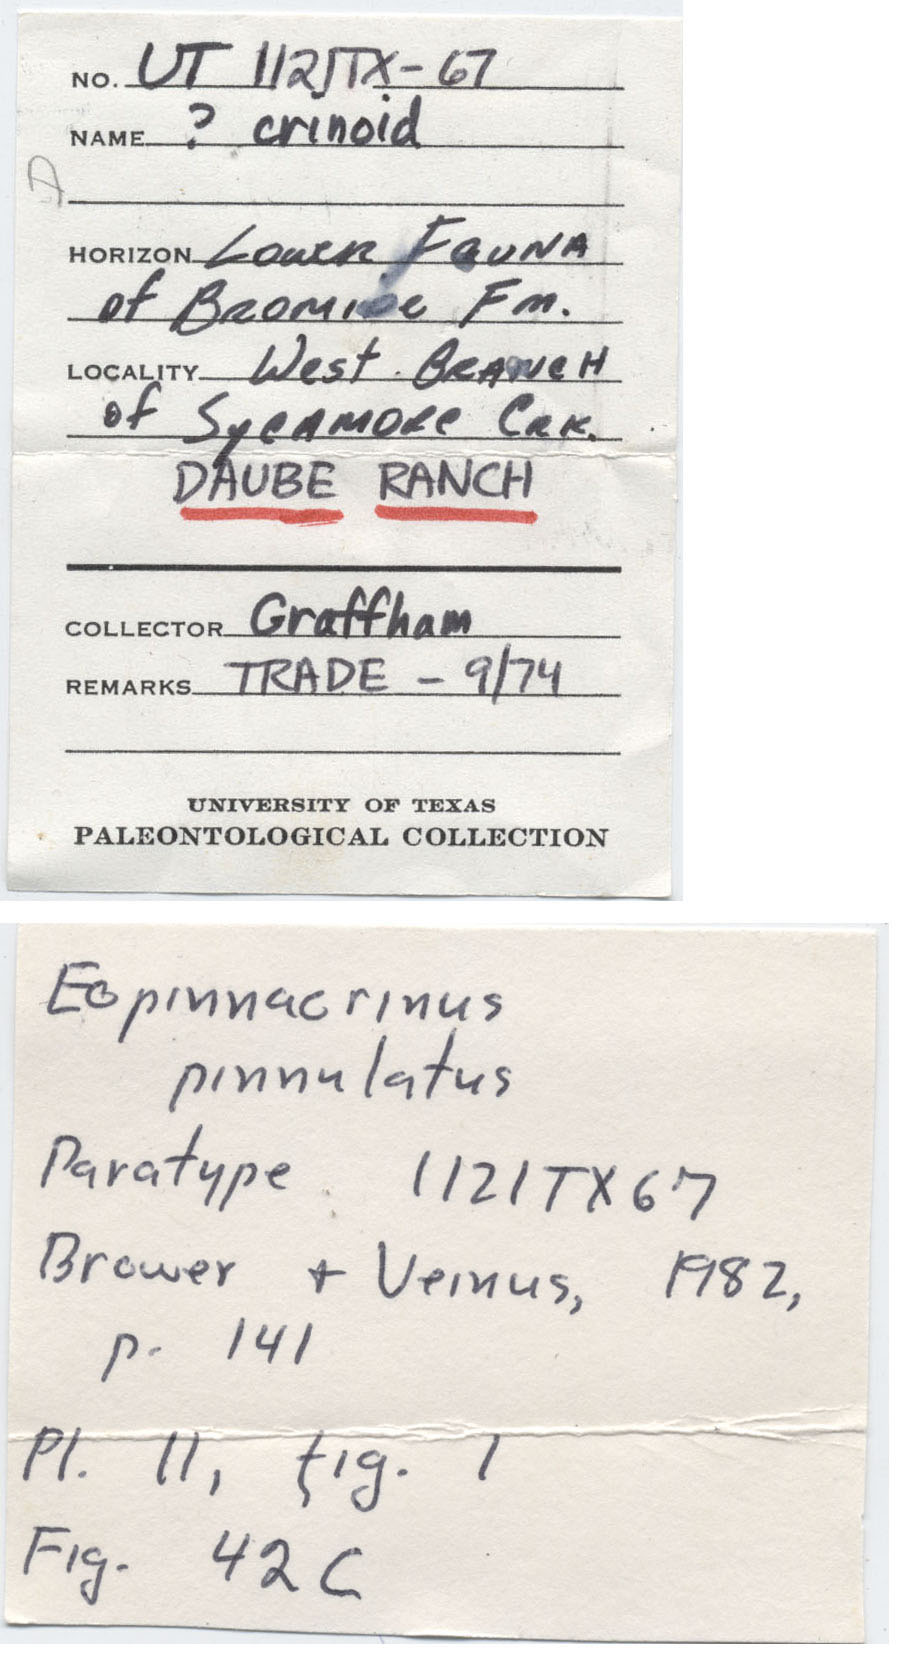 NO. UT 1121TX-67
NAME ? crinoid
HORIZON Lower Fauna
of Bromide Fm.
LOCALITY West Branch
of Sycamore Crk.
DAUBE RANCH
COLLECTOR Graffham
REMARKS TRADE - 9/74
UNIVERSITY OF TEXAS
PALEONTOLOGICAL COLLECTION
Eopinnacrinus
pinnulatus
Paratype 1121TX67
Brower + Veinus, 1982,
p. 141
Pl. 11, fig. 1
Fig. 42C